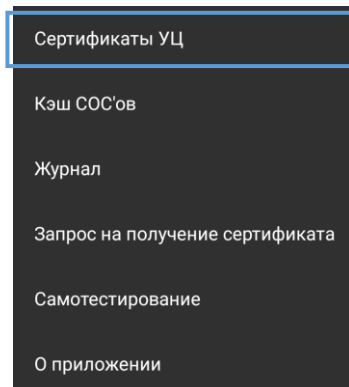 Сертификаты УЦ
Кэш СОС'ов
Журнал
Запрос на получение сертификата
Самотестирование
О приложении